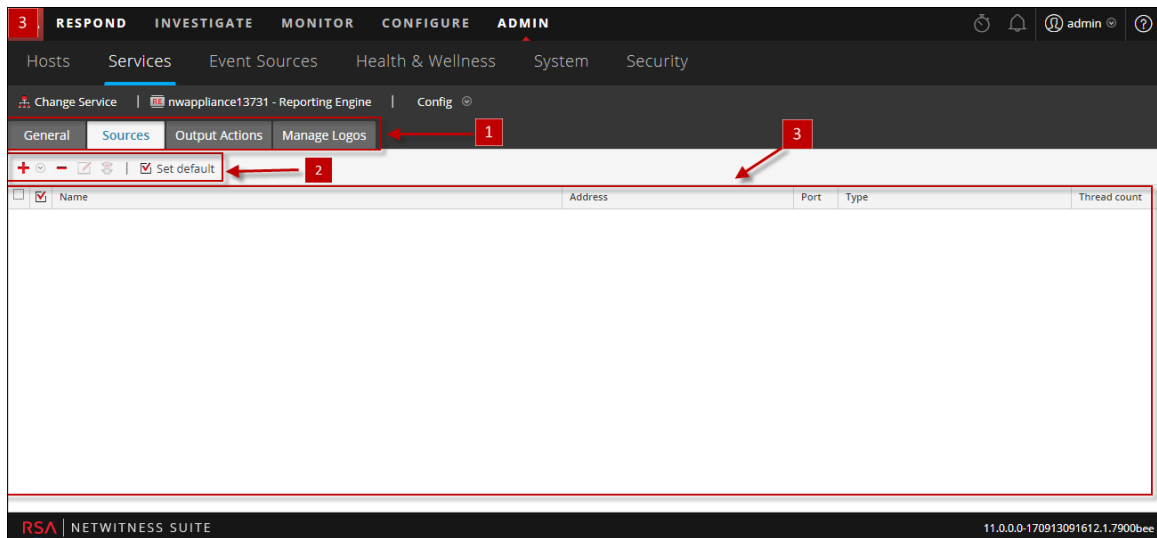 3 RESPOND INVESTIGATE MONITOR CONFIGURE ADMIN admin ?
Hosts Services Event Sources Health & Wellness System Security
Change Service | RE nwappliance13731 - Reporting Engine | Config
General Sources Output Actions Manage Logos 1 3
Set default 2
Name Address Port Type Thread count
RSA | NETWITNESS SUITE 11.0.0.0-170913091612.1.7900bee